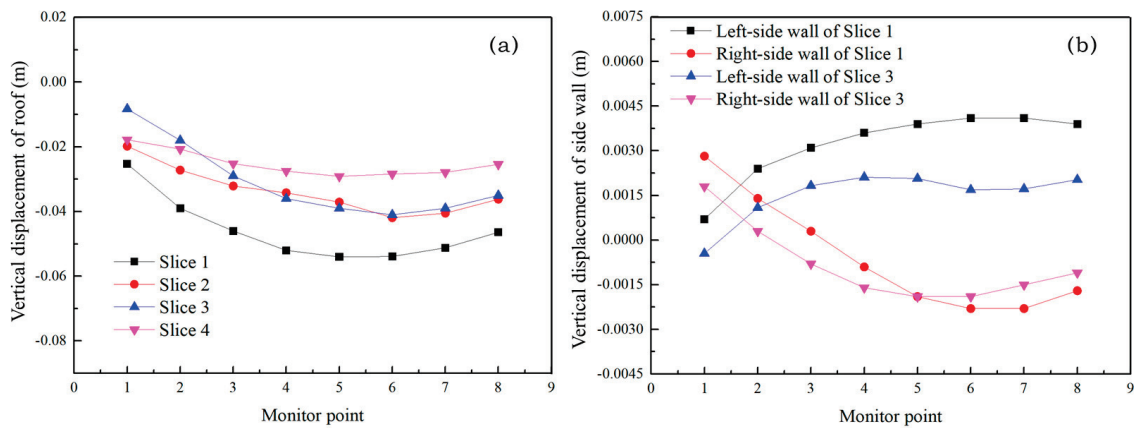 (a)
Vertical displacement of roof (m)
0.02
0.00
-0.02
-0.04
-0.06
-0.08
Slice 1
Slice 2
Slice 3
Slice 4
0 1 2 3 4 5 6 7 8 9
Monitor point
(b)
Vertical displacement of side wall (m)
0.0075
0.0060
0.0045
0.0030
0.0015
0.0000
-0.0015
-0.0030
-0.0045
Left-side wall of Slice 1
Right-side wall of Slice 1
Left-side wall of Slice 3
Right-side wall of Slice 3
0 1 2 3 4 5 6 7 8 9
Monitor point